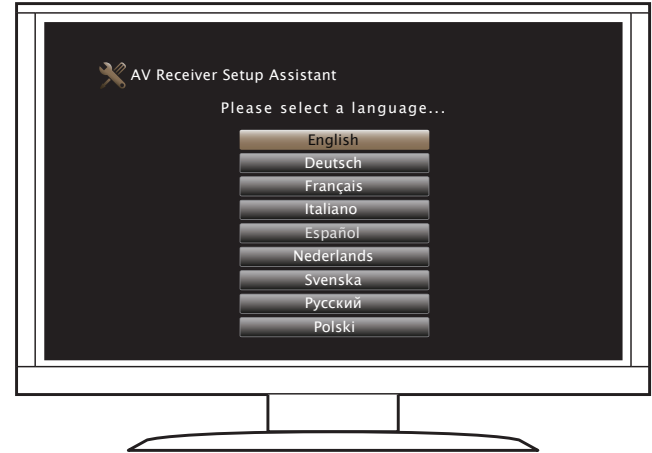 AV Receiver Setup Assistant
Please select a language...
English
Deutsch
Français
Italiano
Español
Nederlands
Svenska
Русский
Polski